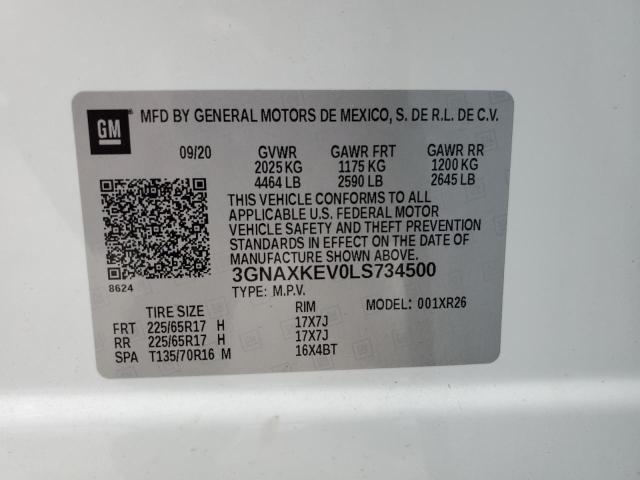 GM
MFD BY GENERAL MOTORS DE MEXICO, S. DE R.L. DE C.V.
09/20 GVWR GAWR FRT GAWR RR
2025 KG 1175 KG 1200 KG
4464 LB 2590 LB 2645 LB
THIS VEHICLE CONFORMS TO ALL
APPLICABLE U.S. FEDERAL MOTOR
VEHICLE SAFETY AND THEFT PREVENTION
STANDARDS IN EFFECT ON THE DATE OF
MANUFACTURE SHOWN ABOVE.
8624
3GNAXKEV0LS734500
TYPE: M.P.V.
TIRE SIZE RIM MODEL: 001XR26
FRT 225/65R17 H 17X7J
RR 225/65R17 H 17X7J
SPA T135/70R16 M 16X4BT